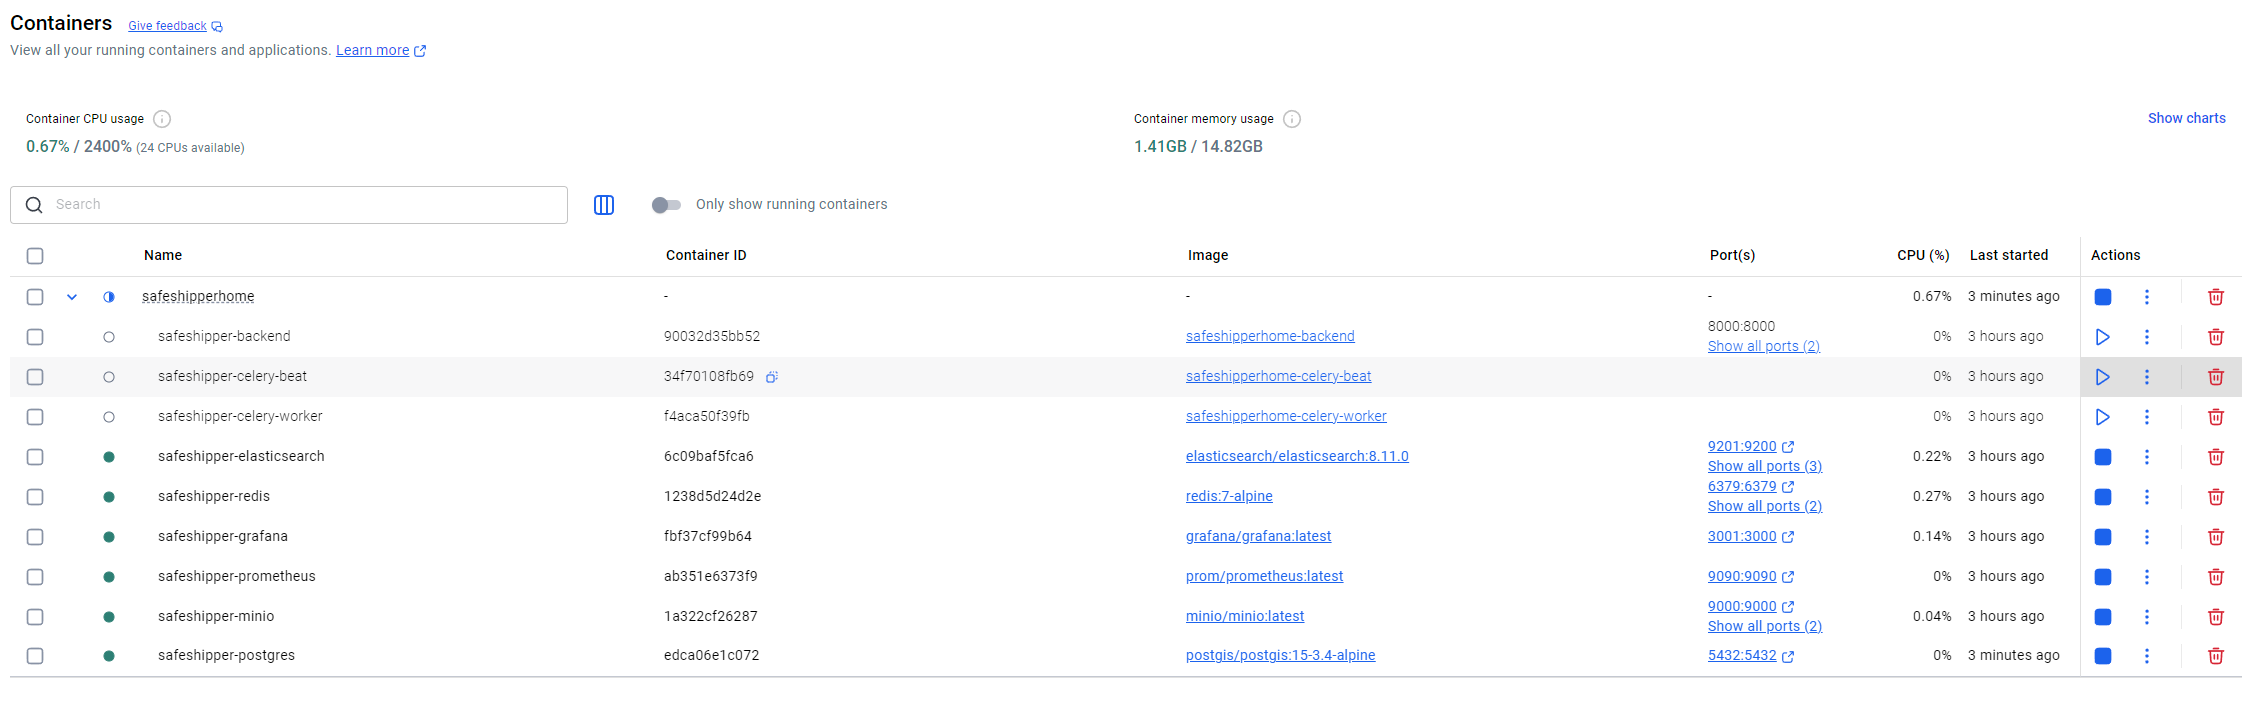 Containers Give feedback
View all your running containers and applications. Learn more
Container CPU usage Container memory usage Show charts
0.67% / 2400% (24 CPUs available) 1.41GB / 14.82GB
Search Only show running containers
Name Container ID Image Port(s) CPU (%) Last started Actions
safeshipperhome - - - 0.67% 3 minutes ago
safeshipper-backend 90032d35bb52 safeshipperhome-backend 8000:8000 0% 3 hours ago
Show all ports (2)
safeshipper-celery-beat 34f70108fb69 safeshipperhome-celery-beat 0% 3 hours ago
safeshipper-celery-worker f4aca50f39fb safeshipperhome-celery-worker 0% 3 hours ago
safeshipper-elasticsearch 6c09baf5fca6 elasticsearch/elasticsearch:8.11.0 9201:9200 0.22% 3 hours ago
Show all ports (3)
safeshipper-redis 1238d5d24d2e redis:7-alpine 6379:6379 0.27% 3 hours ago
Show all ports (2)
safeshipper-grafana fbf37cf99b64 grafana/grafana:latest 3001:3000 0.14% 3 hours ago
safeshipper-prometheus ab351e6373f9 prom/prometheus:latest 9090:9090 0% 3 hours ago
safeshipper-minio 1a322cf26287 minio/minio:latest 9000:9000 0.04% 3 hours ago
Show all ports (2)
safeshipper-postgres edca06e1c072 postgis/postgis:15-3.4-alpine 5432:5432 0% 3 minutes ago